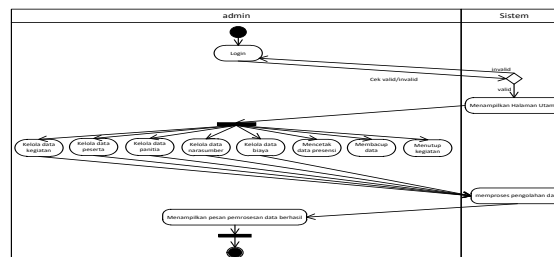 admin
Sistem
Login
invalid
Cek valid/invalid
valid
Menampilkan Halaman Utam
Kelola data
kegiatan
Kelola data
peserta
Kelola data
panitia
Kelola data
narasumber
Kelola data
biaya
Mencetak
data presensi
Membacup
data
Menutup
kegiatan
memproses pengolahan da
Menampilkan pesan pemrosesan data berhasil